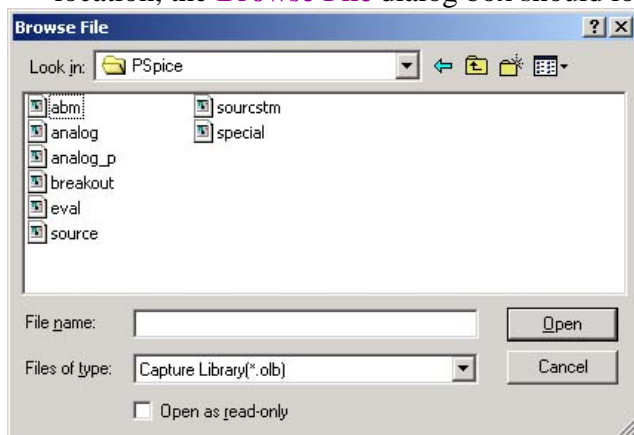 location, the Browse File dialog box should lo
Browse File
Look in: PSpice
abm sourcstm
analog special
analog_p
breakout
eval
source
File name: Open
Files of type: Capture Library(*.olb) Cancel
Open as read-only